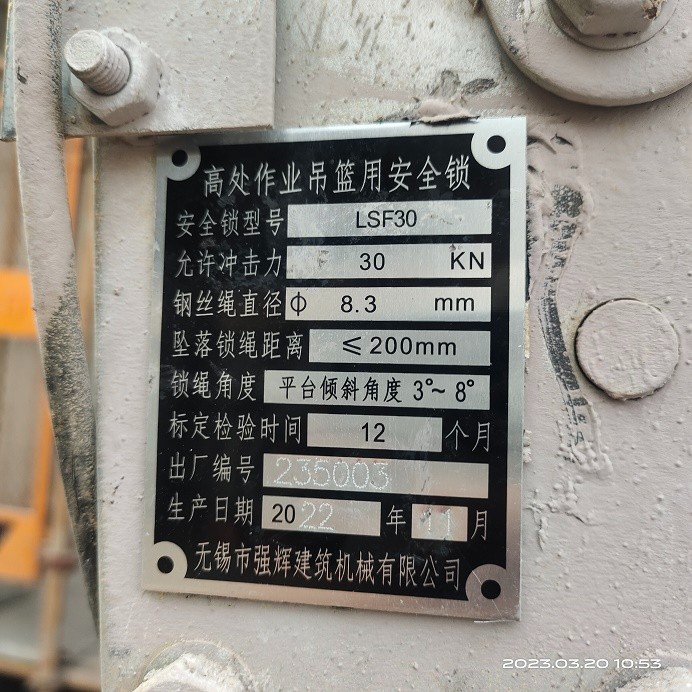 高处作业吊篮用安全锁
安全锁型号 LSF30
允许冲击力 30 KN
钢丝绳直径 ϕ 8.3 mm
坠落锁绳距离 ≤200mm
锁绳角度 平台倾斜角度 3°~8°
标定检验时间 12 个月
出厂编号 235003
生产日期 2022 年 11 月
无锡市强辉建筑机械有限公司
2023.03.20 10:53